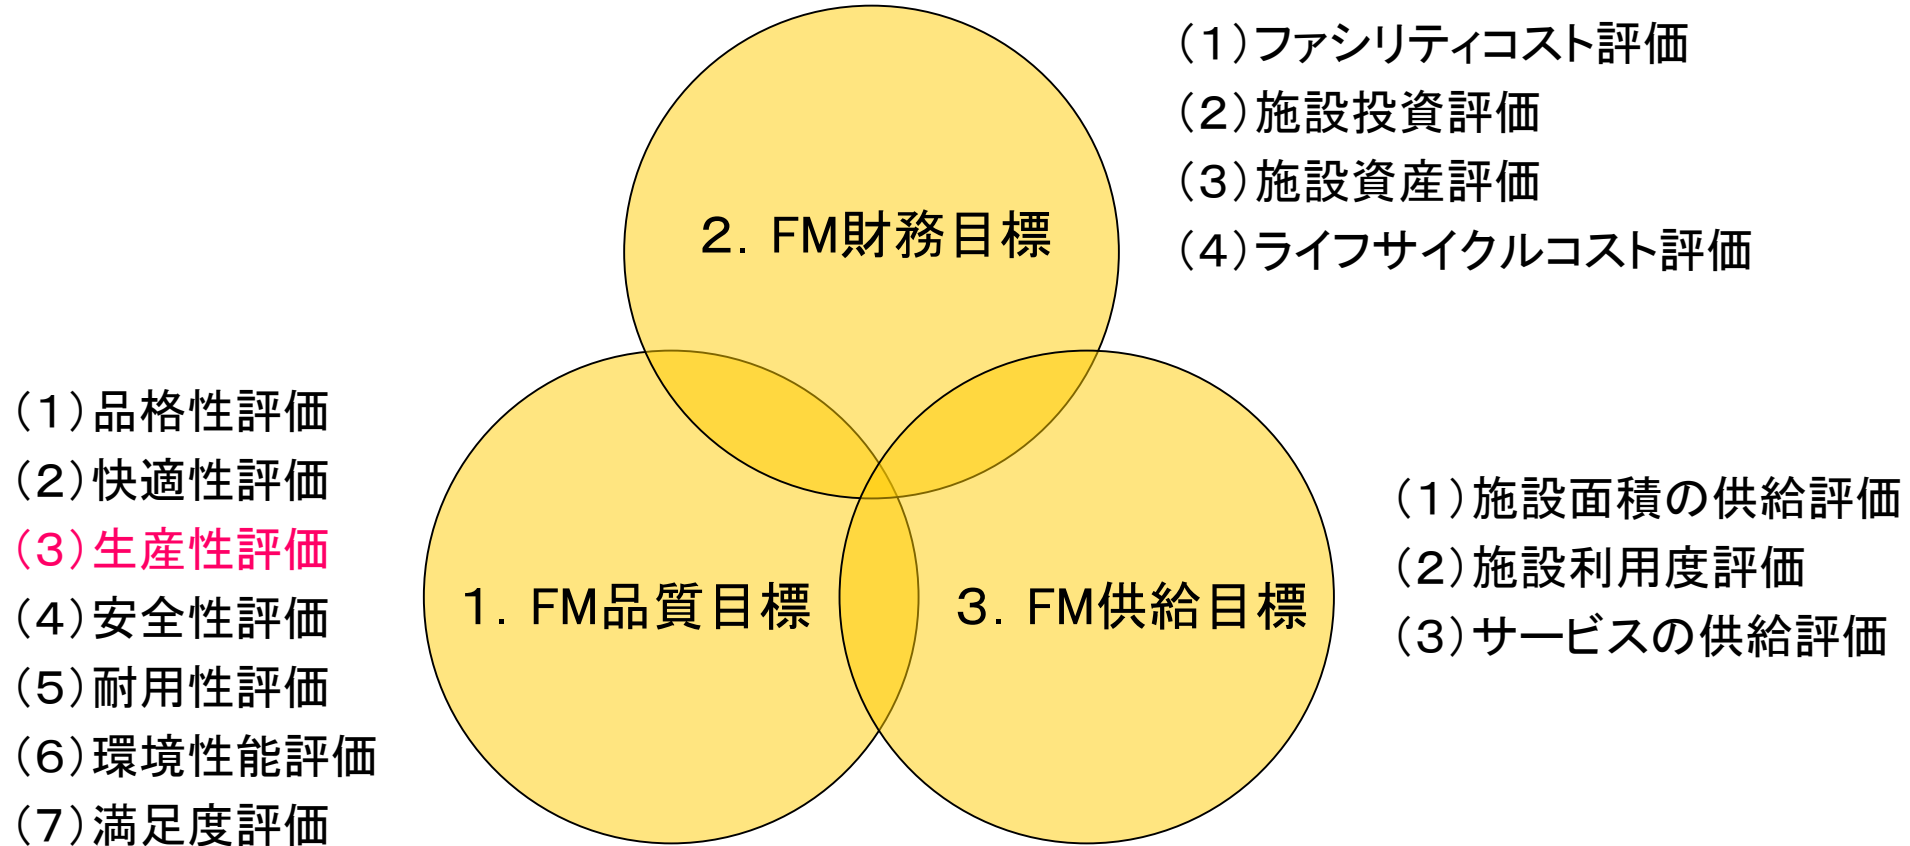 （１）ファシリティコスト評価
（２）施設投資評価
（３）施設資産評価
（４）ライフサイクルコスト評価
２．FM財務目標
（１）品格性評価
（２）快適性評価
（３）生産性評価
（４）安全性評価
（５）耐用性評価
（６）環境性能評価
（７）満足度評価
１．FM品質目標
３．FM供給目標
（１）施設面積の供給評価
（２）施設利用度評価
（３）サービスの供給評価